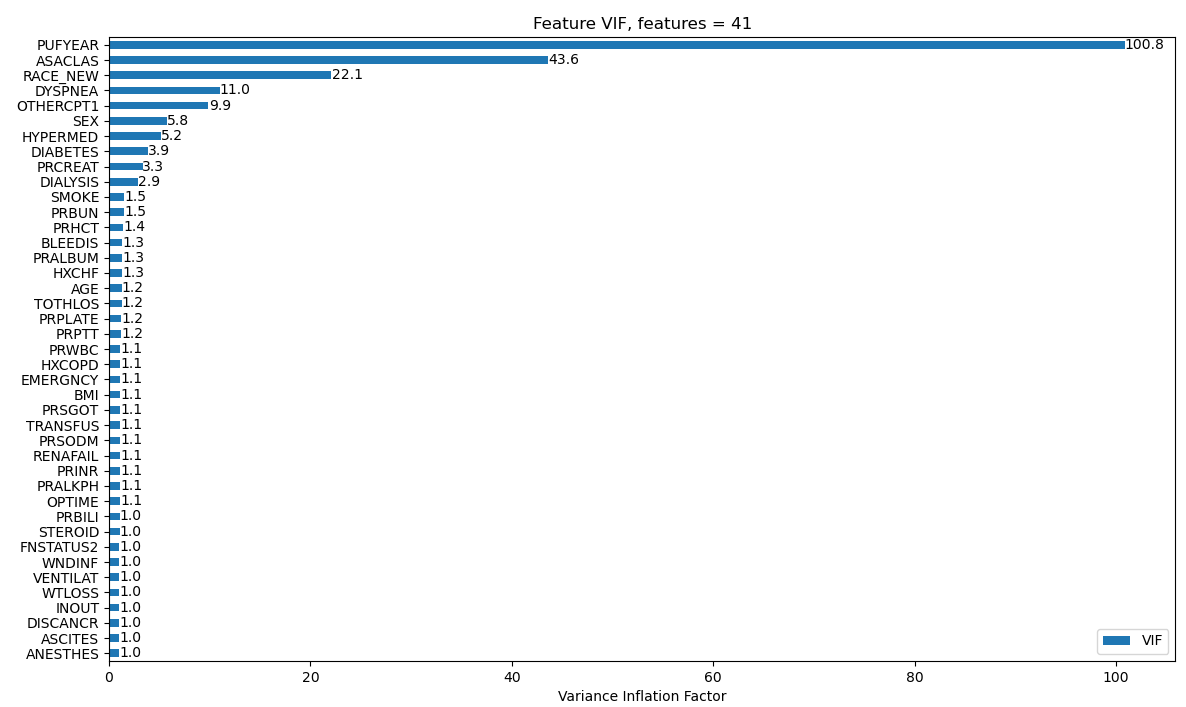 Feature VIF, features = 41
PUFYEAR 100.8
ASACLAS 43.6
RACE_NEW 22.1
DYSPNEA 11.0
OTHERCPT1 9.9
SEX 5.8
HYPERMED 5.2
DIABETES 3.9
PRCREAT 3.3
DIALYSIS 2.9
SMOKE 1.5
PRBUN 1.5
PRHCT 1.4
BLEEDIS 1.3
PRALBUM 1.3
HXCHF 1.3
AGE 1.2
TOTHLOS 1.2
PRPLATE 1.2
PRPTT 1.2
PRWBC 1.1
HXCOPD 1.1
EMERGNCY 1.1
BMI 1.1
PRSGOT 1.1
TRANSFUS 1.1
PRSODM 1.1
RENAFAIL 1.1
PRINR 1.1
PRALKPH 1.1
OPTIME 1.1
PRBILI 1.0
STEROID 1.0
FNSTATUS2 1.0
WNDINF 1.0
VENTILAT 1.0
WTLOSS 1.0
INOUT 1.0
DISCANCR 1.0
ASCITES 1.0
ANESTHES 1.0
VIF
0 20 40 60 80 100
Variance Inflation Factor